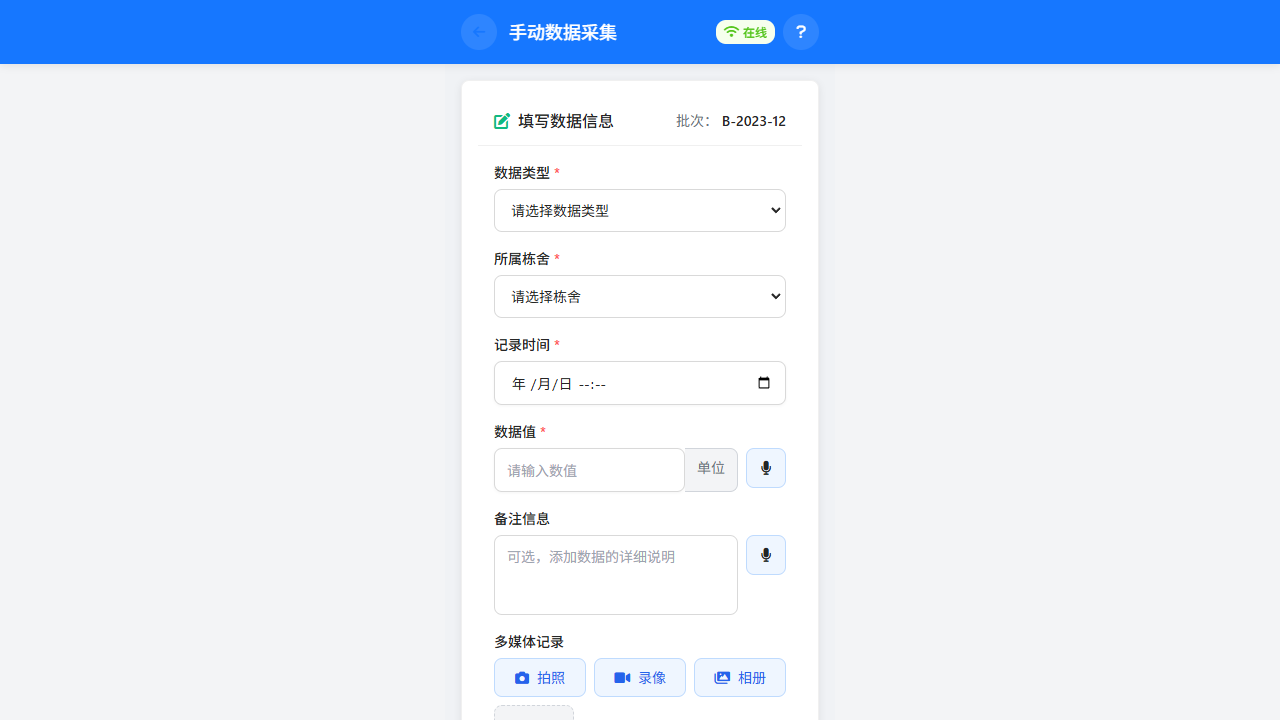 手动数据采集
在线
?
填写数据信息
批次： B-2023-12
数据类型 *
请选择数据类型
所属栋舍 *
请选择栋舍
记录时间 *
年 /月/日 --:--
数据值 *
请输入数值
单位
备注信息
可选，添加数据的详细说明
多媒体记录
拍照
录像
相册